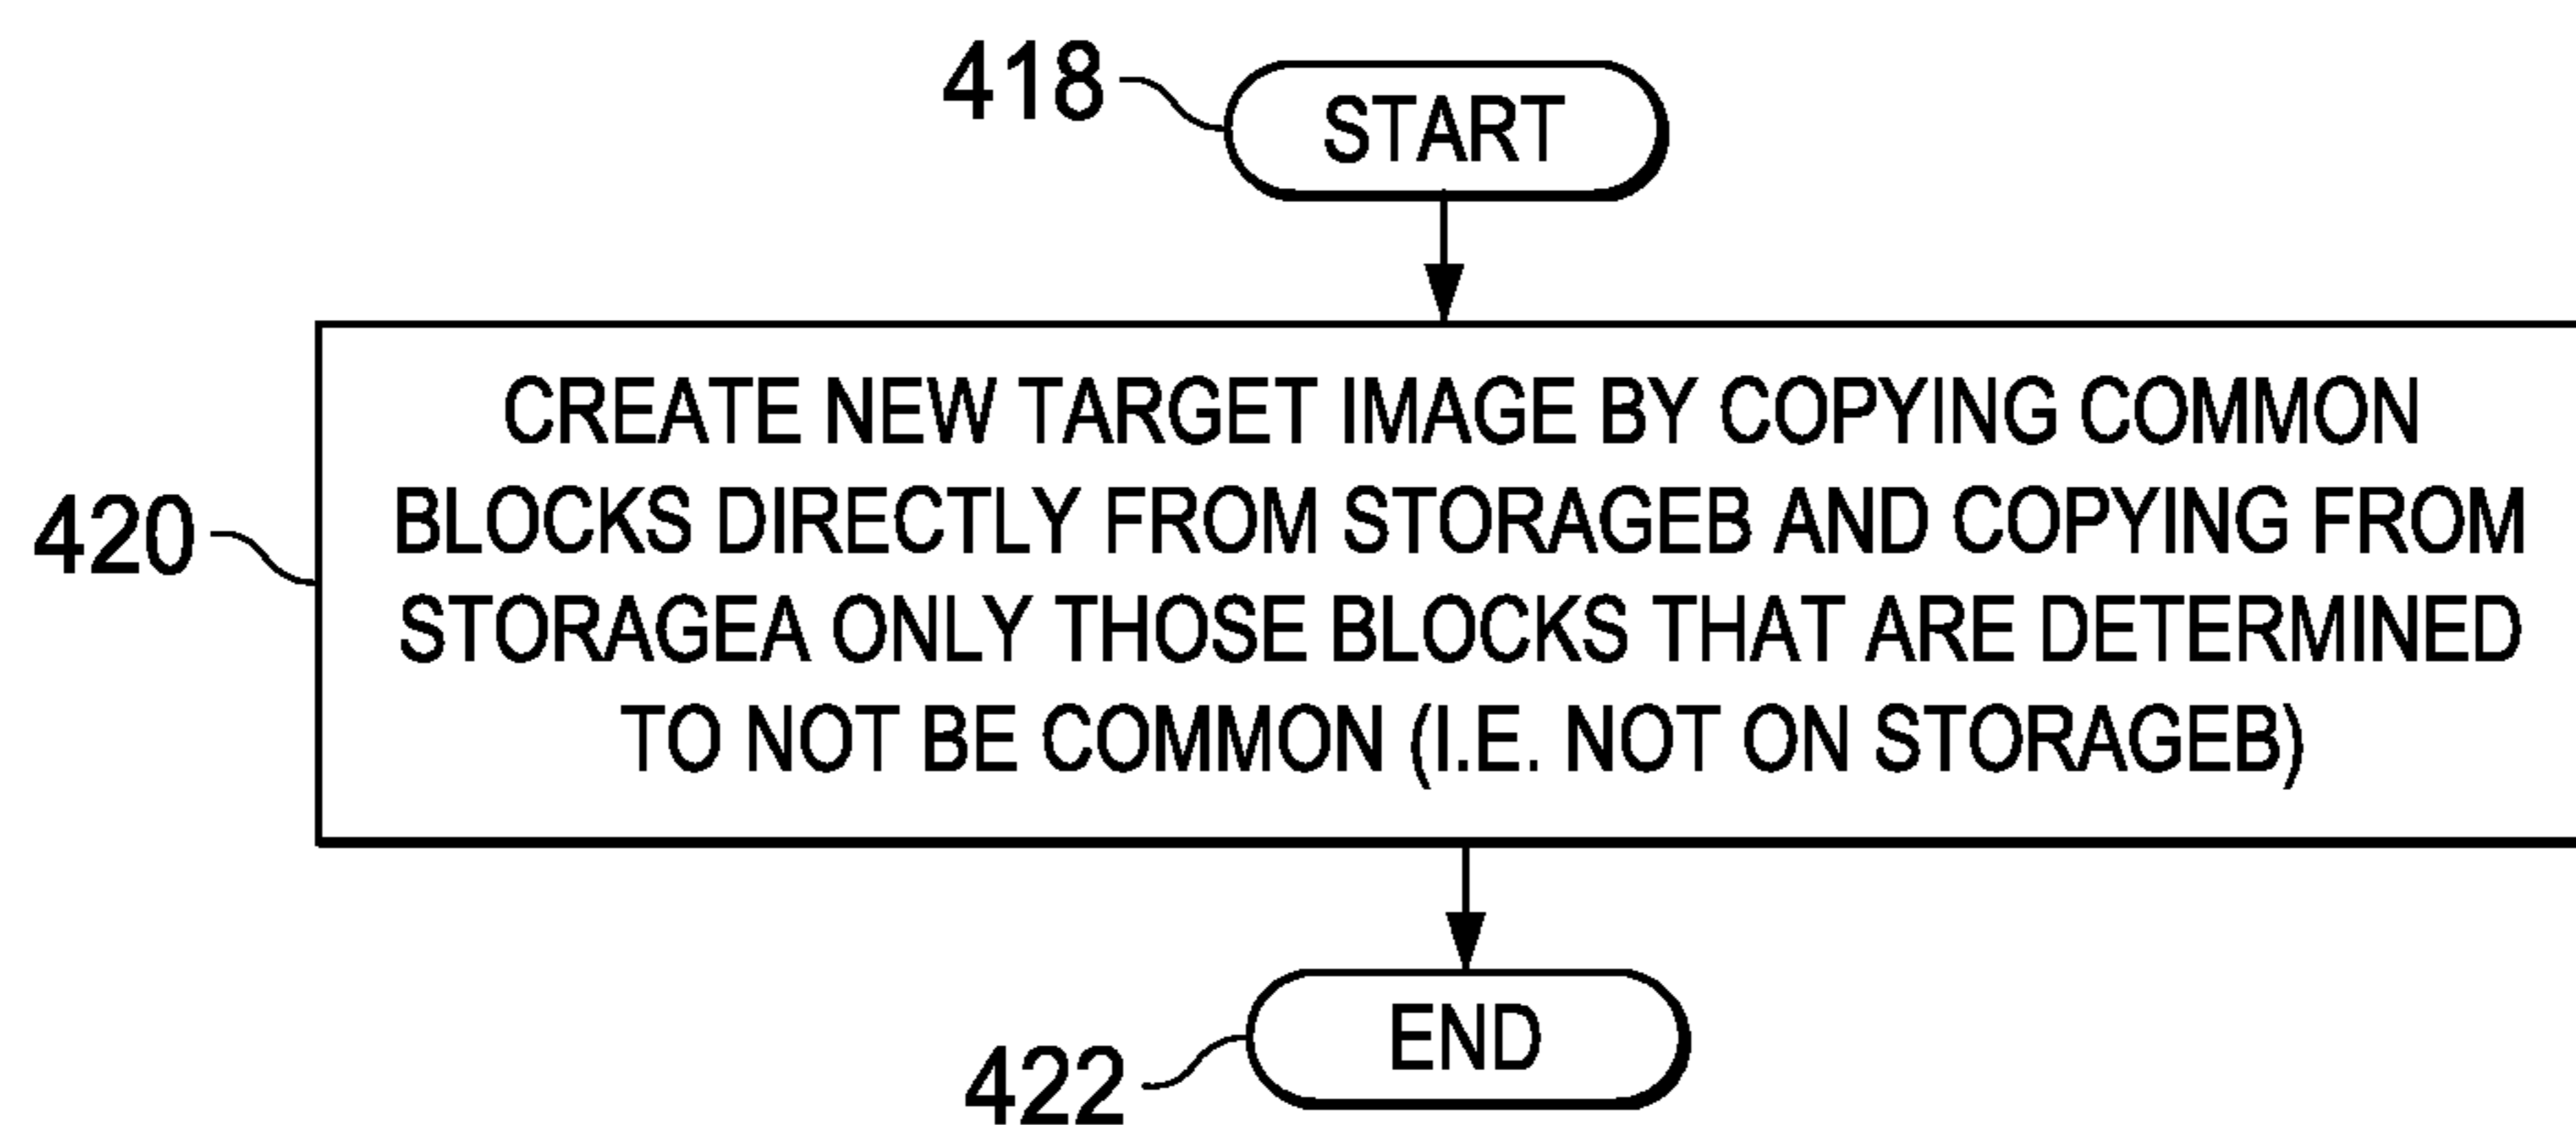 418
START
CREATE NEW TARGET IMAGE BY COPYING COMMON
BLOCKS DIRECTLY FROM STORAGEB AND COPYING FROM
420
STORAGEA ONLY THOSE BLOCKS THAT ARE DETERMINED
TO NOT BE COMMON (I.E. NOT ON STORAGEB)
END
422